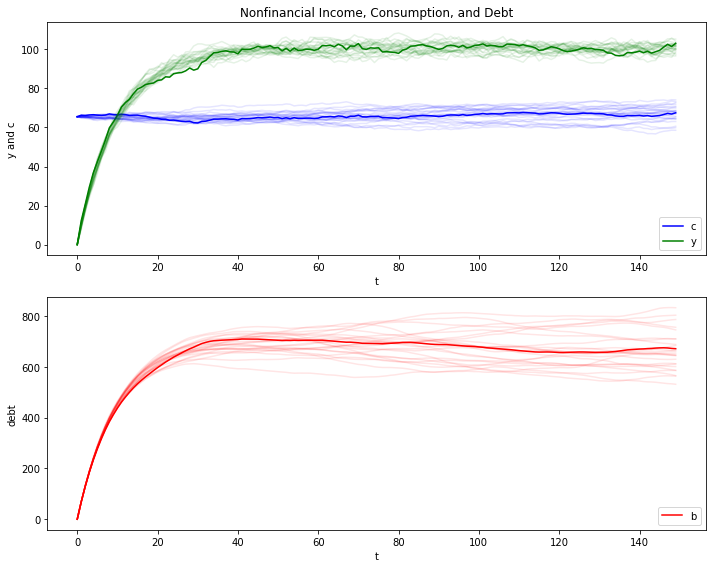 Nonfinancial Income, Consumption, and Debt
y and c
100
80
60
40
20
0
c
y
0 20 40 60 80 100 120 140
t
debt
800
600
400
200
0
b
0 20 40 60 80 100 120 140
t